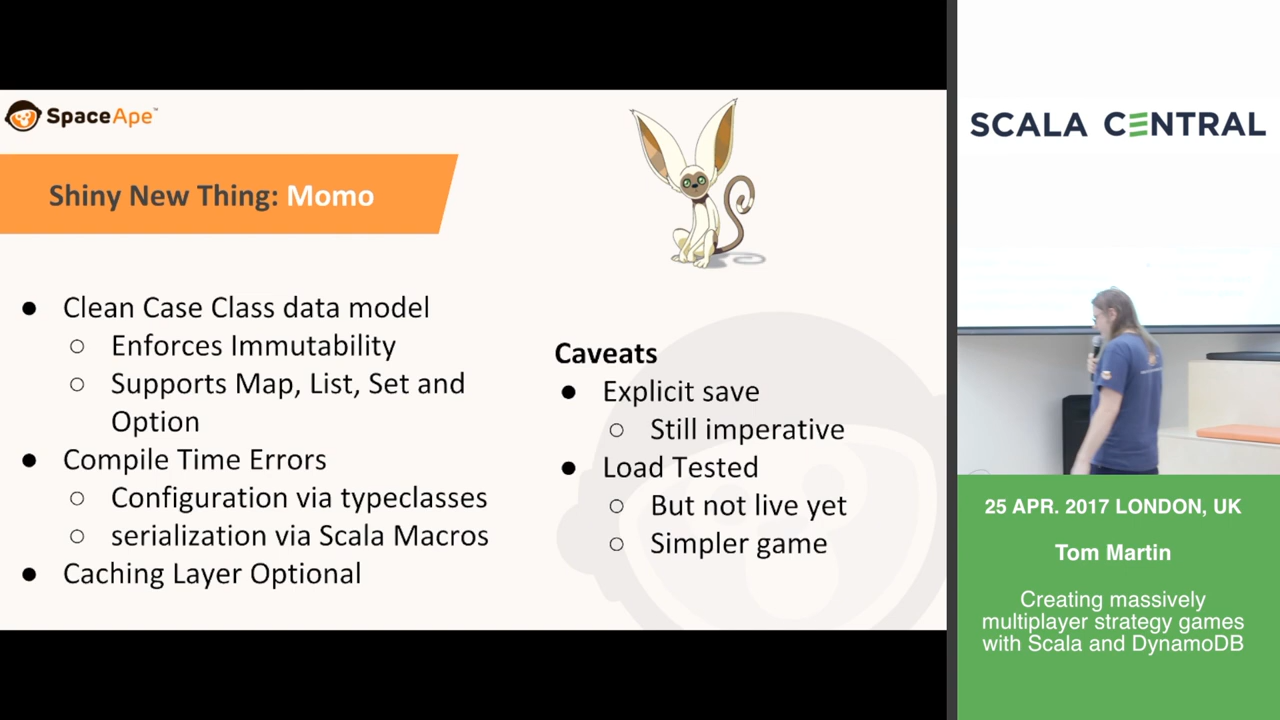 SpaceApe™
Shiny New Thing: Momo
● Clean Case Class data model
○ Enforces Immutability
○ Supports Map, List, Set and
Option
● Compile Time Errors
○ Configuration via typeclasses
○ serialization via Scala Macros
● Caching Layer Optional
Caveats
● Explicit save
○ Still imperative
● Load Tested
○ But not live yet
○ Simpler game
SCALA CENTRAL
25 APR. 2017 LONDON, UK
Tom Martin
Creating massively
multiplayer strategy games
with Scala and DynamoDB